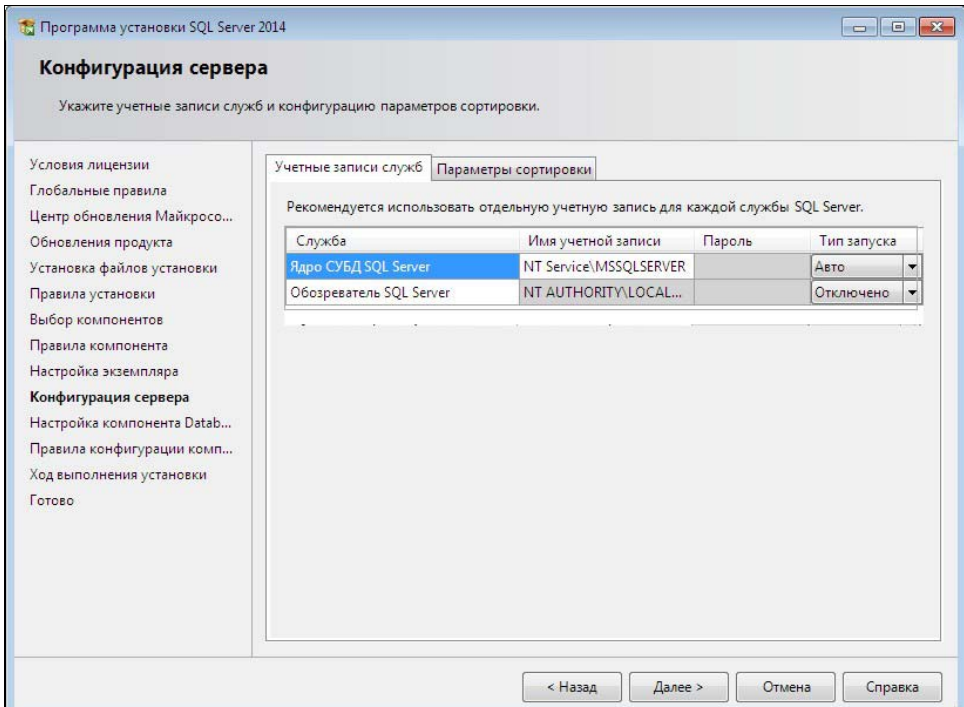 Программа установки SQL Server 2014
Конфигурация сервера
Укажите учетные записи служб и конфигурацию параметров сортировки.
Условия лицензии
Глобальные правила
Центр обновления Майкросо...
Обновления продукта
Установка файлов установки
Правила установки
Выбор компонентов
Правила компонента
Настройка экземпляра
Конфигурация сервера
Настройка компонента Datab...
Правила конфигурации комп...
Ход выполнения установки
Готово
Учетные записи служб Параметры сортировки
Рекомендуется использовать отдельную учетную запись для каждой службы SQL Server.
Служба Имя учетной записи Пароль Тип запуска
Ядро СУБД SQL Server NT Service\MSSQLSERVER Авто
Обозреватель SQL Server NT AUTHORITY\LOCAL... Отключено
< Назад Далее > Отмена Справка